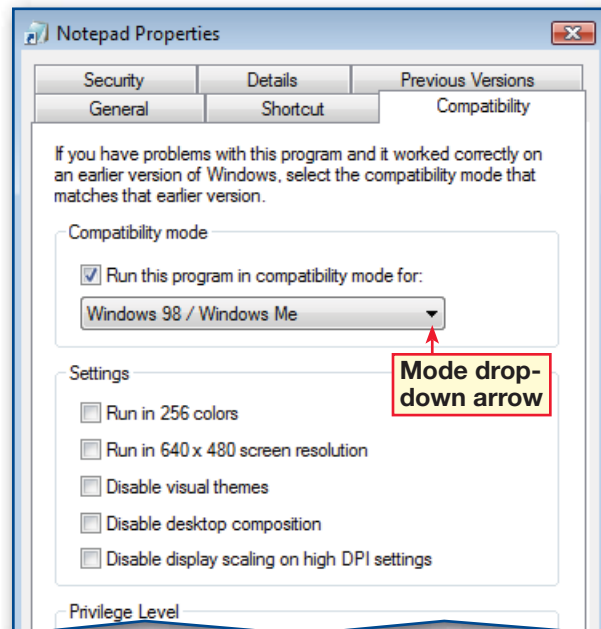 Notepad Properties
Security Details Previous Versions
General Shortcut Compatibility
If you have problems with this program and it worked correctly on
an earlier version of Windows, select the compatibility mode that
matches that earlier version.
Compatibility mode
Run this program in compatibility mode for:
Windows 98 / Windows Me
Mode drop-
down arrow
Settings
Run in 256 colors
Run in 640 x 480 screen resolution
Disable visual themes
Disable desktop composition
Disable display scaling on high DPI settings
Privilege Level